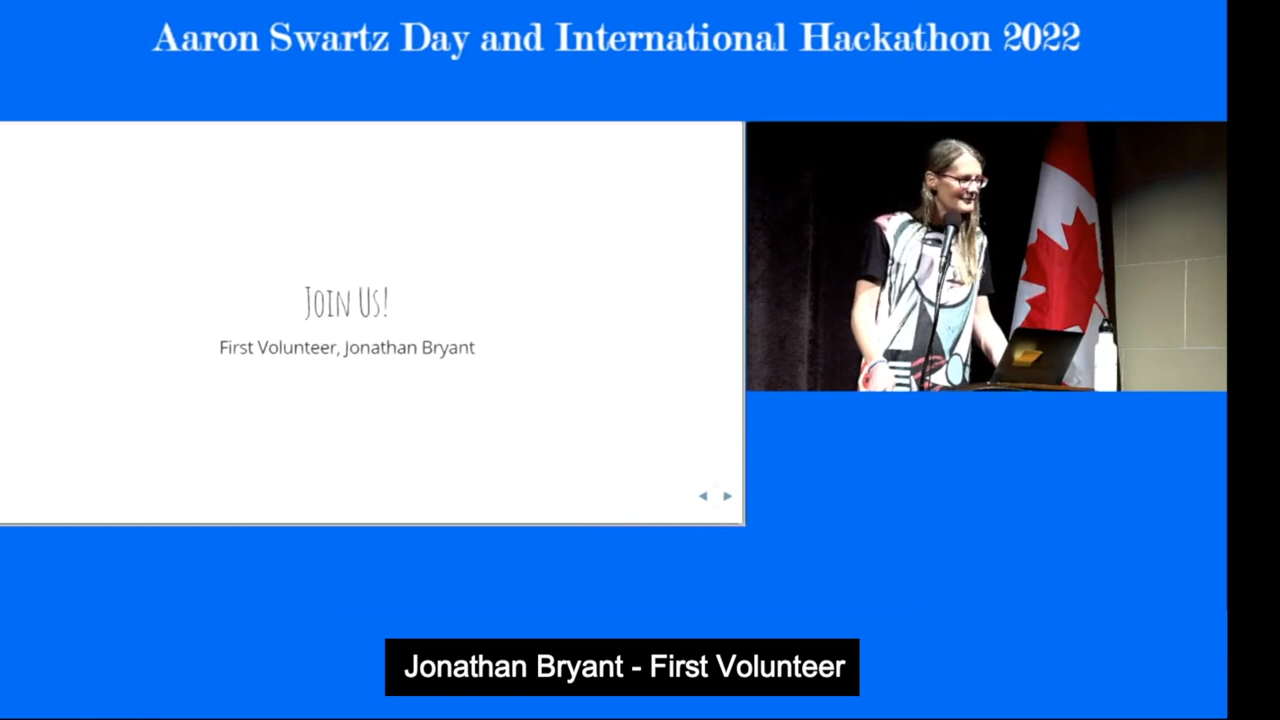 Aaron Swartz Day and International Hackathon 2022
Join Us!
First Volunteer, Jonathan Bryant
Jonathan Bryant - First Volunteer